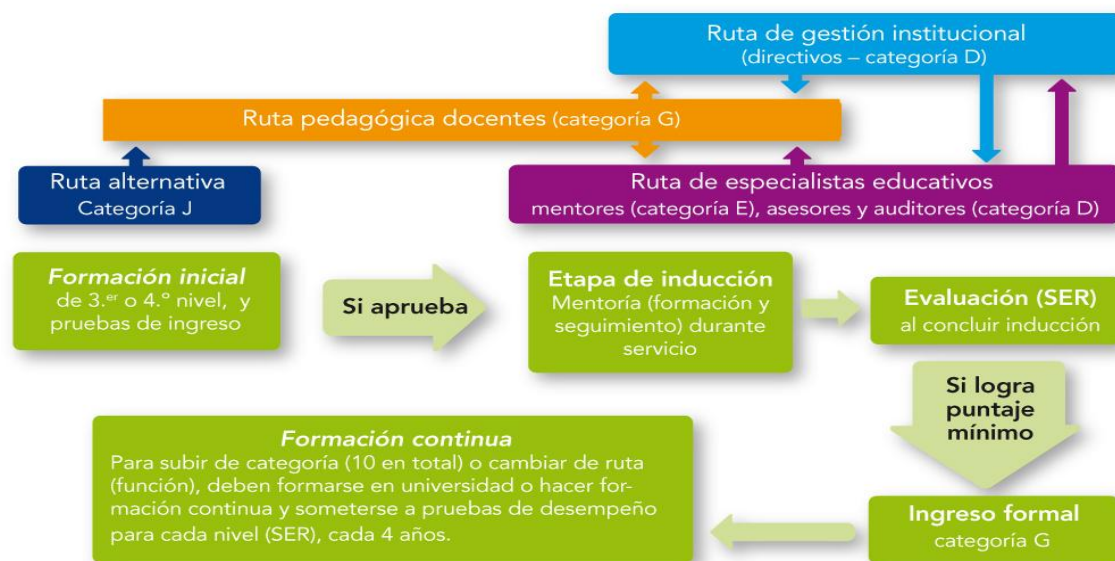 Ruta de gestión institucional
(directivos – categoría D)
Ruta pedagógica docentes (categoría G)
Ruta alternativa
Categoría J
Ruta de especialistas educativos
mentores (categoría E), asesores y auditores (categoría D)
Formación inicial
de 3.er o 4.º nivel, y
pruebas de ingreso
Si aprueba
Etapa de inducción
Mentoría (formación y
seguimiento) durante
servicio
Evaluación (SER)
al concluir inducción
Si logra
puntaje
mínimo
Formación continua
Para subir de categoría (10 en total) o cambiar de ruta
(función), deben formarse en universidad o hacer for-
mación continua y someterse a pruebas de desempeño
para cada nivel (SER), cada 4 años.
Ingreso formal
categoría G